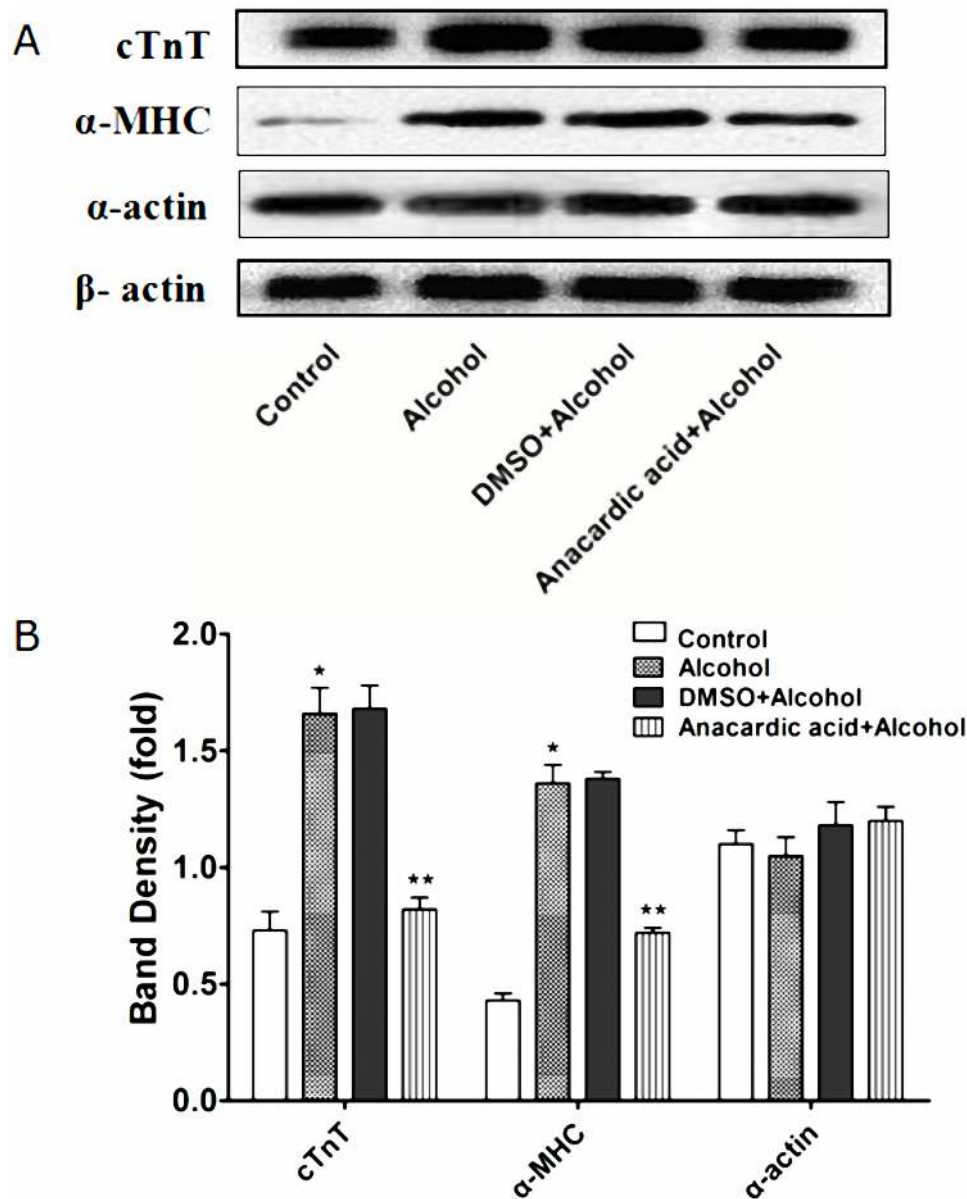 A
cTnT
α-MHC
α-actin
β- actin
Control
Alcohol
DMSO+Alcohol
Anacardic acid+Alcohol
B
Band Density (fold)
2.0
1.5
1.0
0.5
0.0
Control
Alcohol
DMSO+Alcohol
Anacardic acid+Alcohol
*
**
*
**
cTnT
α-MHC
α-actin